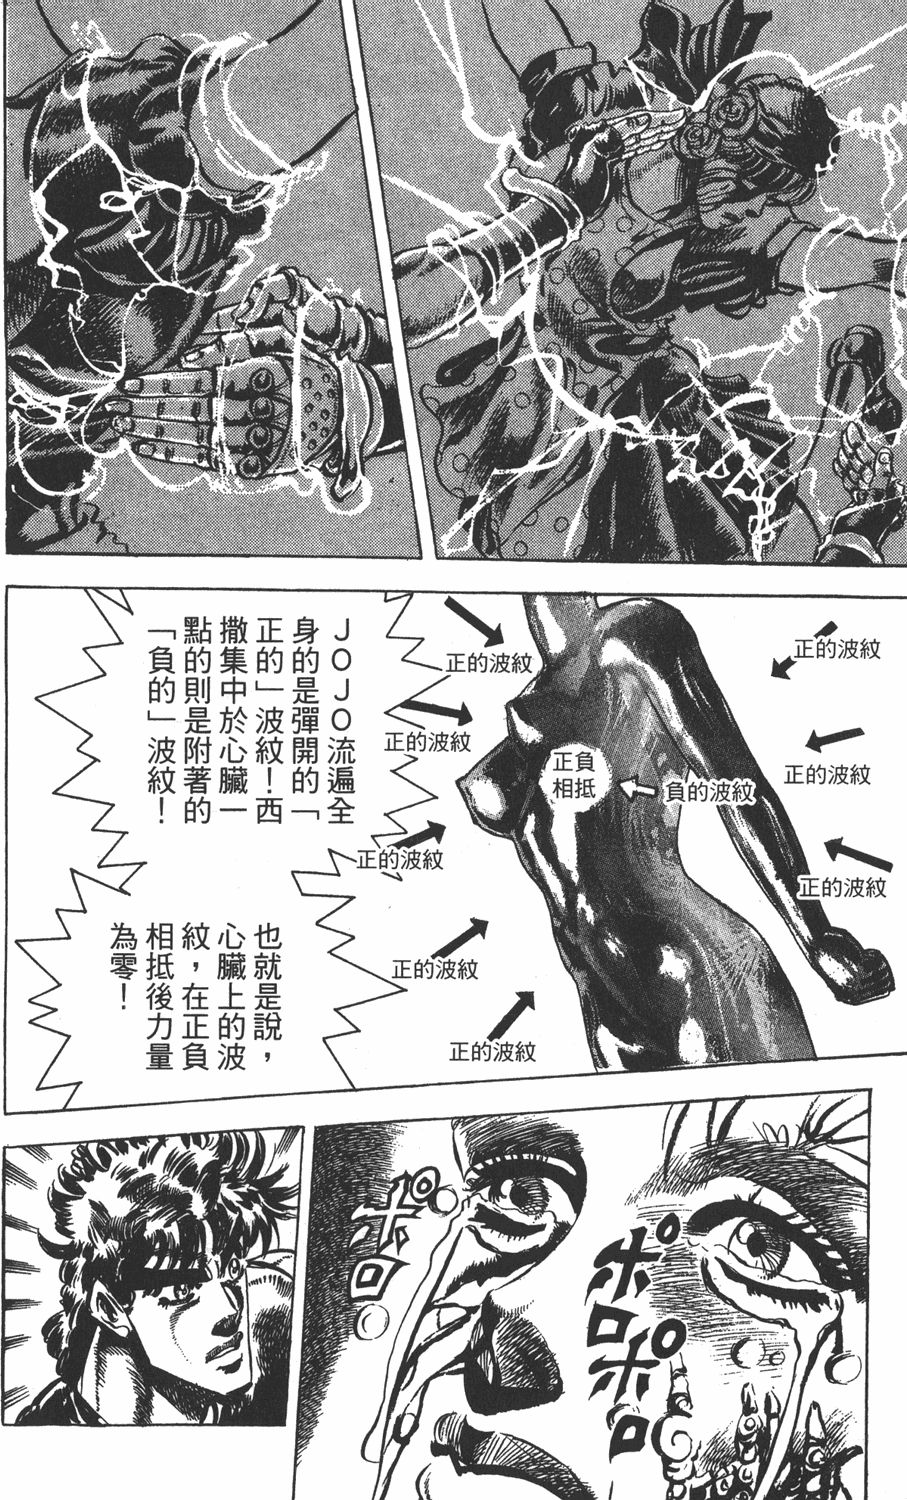 ＪＯＪＯ流遍全
身的是彈開的「
正的」波紋！西
撒集中於心臟一
點的則是附著的
「負的」波紋！
也就是說，
心臟上的波
紋，在正負
相抵後力量
為零！
正的波紋
正的波紋
正的波紋
正的波紋
正的波紋
正的波紋
正的波紋
正的波紋
正負
相抵
負的波紋
ポロ
ポロ
ポロ